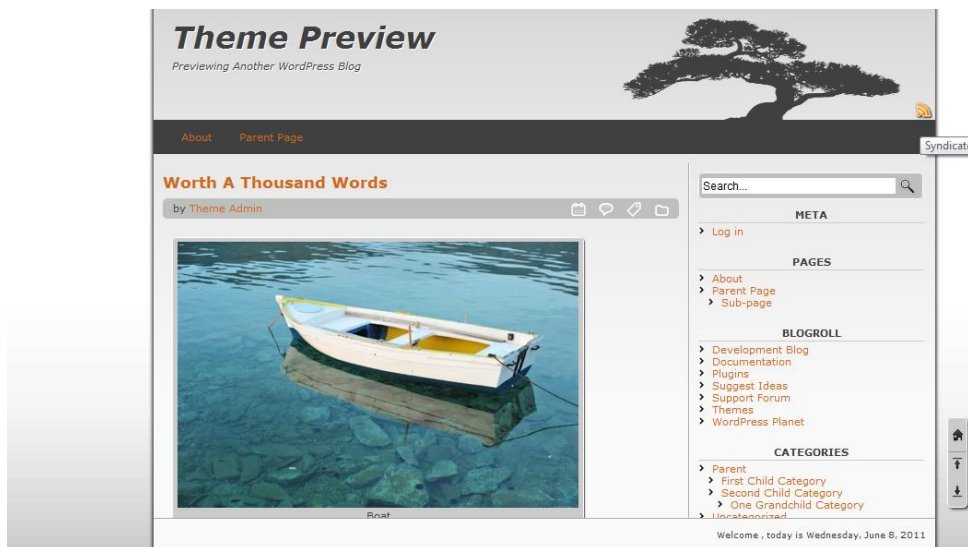 Theme Preview
Previewing Another WordPress Blog
About Parent Page
Syndicate
Worth A Thousand Words
by Theme Admin
Boat
Search...
META
Log in
PAGES
About
Parent Page
Sub-page
BLOGROLL
Development Blog
Documentation
Plugins
Suggest Ideas
Support Forum
Themes
WordPress Planet
CATEGORIES
Parent
First Child Category
Second Child Category
One Grandchild Category
Uncategorized
Welcome , today is Wednesday, June 8, 2011